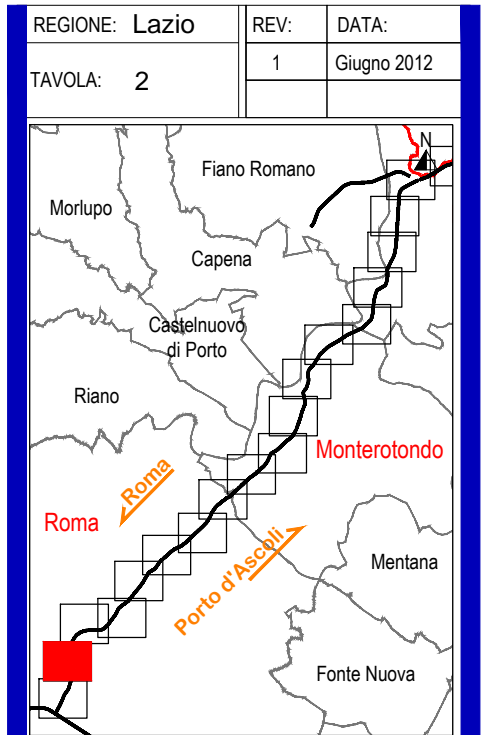 REGIONE: Lazio
REV:
DATA:
TAVOLA: 2
1
Giugno 2012
N
Fiano Romano
Morlupo
Capena
Castelnuovo
di Porto
Riano
Monterotondo
Roma
Roma
Porto d'Ascoli
Mentana
Fonte Nuova